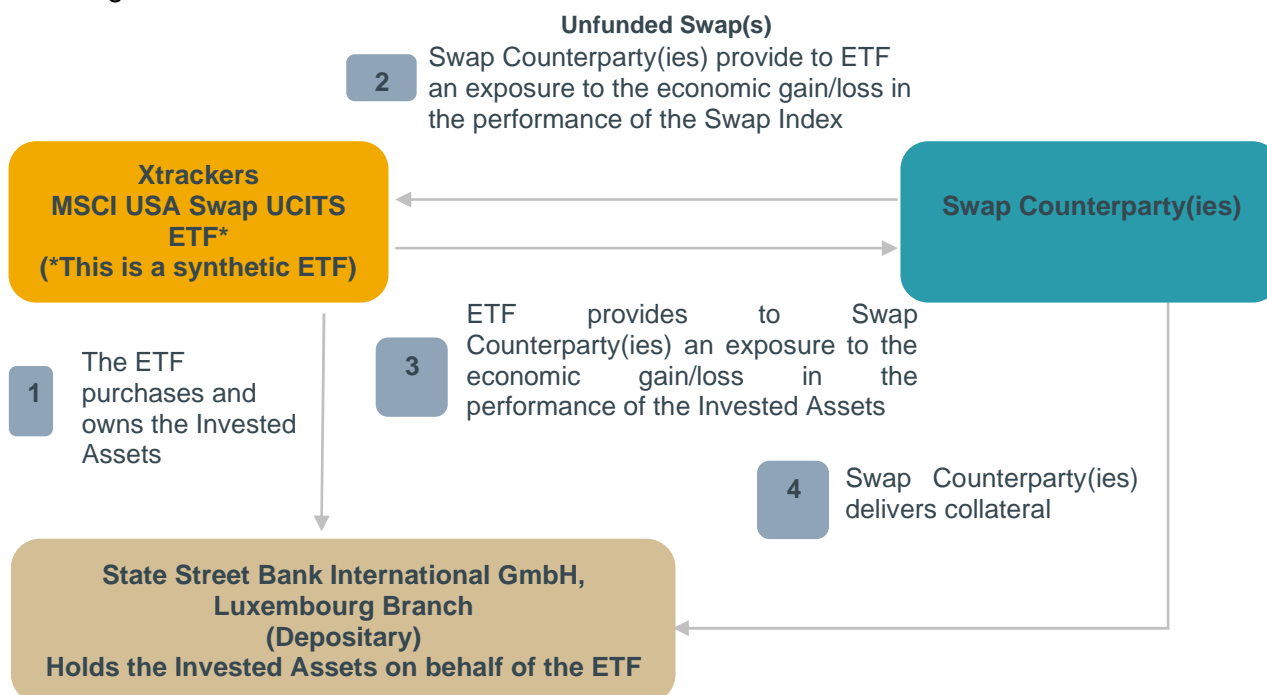 Unfunded Swap(s)
2
Swap Counterparty(ies) provide to ETF
an exposure to the economic gain/loss in
the performance of the Swap Index
Xtrackers
MSCI USA Swap UCITS
ETF*
(*This is a synthetic ETF)
Swap Counterparty(ies)
1
The ETF
purchases and
owns the Invested
Assets
3
ETF provides to Swap
Counterparty(ies) an exposure to the
economic gain/loss in the
performance of the Invested Assets
4
Swap Counterparty(ies)
delivers collateral
State Street Bank International GmbH,
Luxembourg Branch
(Depositary)
Holds the Invested Assets on behalf of the ETF